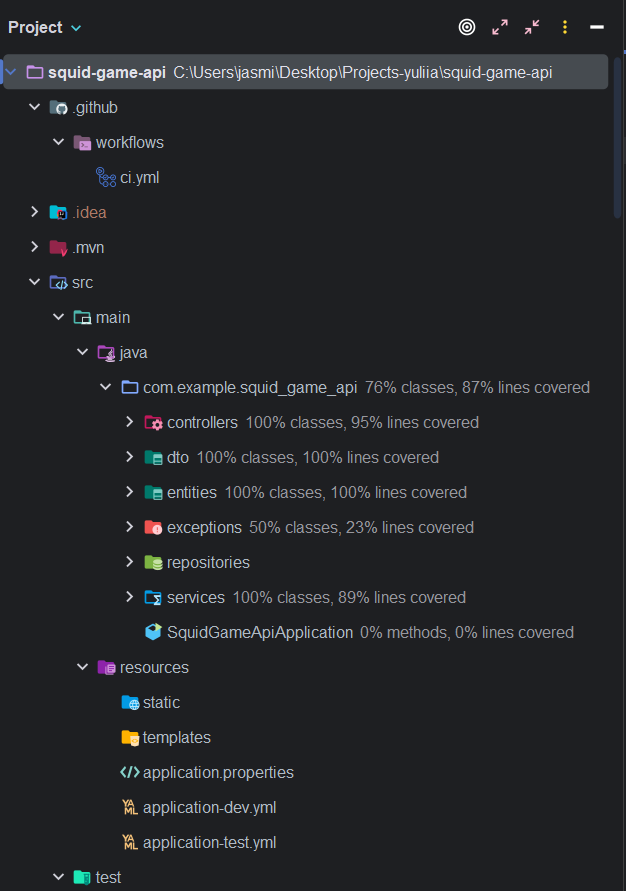 Project
squid-game-api C:\Users\jasmi\Desktop\Projects-yuliia\squid-game-api
.github
workflows
ci.yml
.idea
.mvn
src
main
java
com.example.squid_game_api 76% classes, 87% lines covered
controllers 100% classes, 95% lines covered
dto 100% classes, 100% lines covered
entities 100% classes, 100% lines covered
exceptions 50% classes, 23% lines covered
repositories
services 100% classes, 89% lines covered
SquidGameApiApplication 0% methods, 0% lines covered
resources
static
templates
application.properties
YAML application-dev.yml
YAML application-test.yml
test